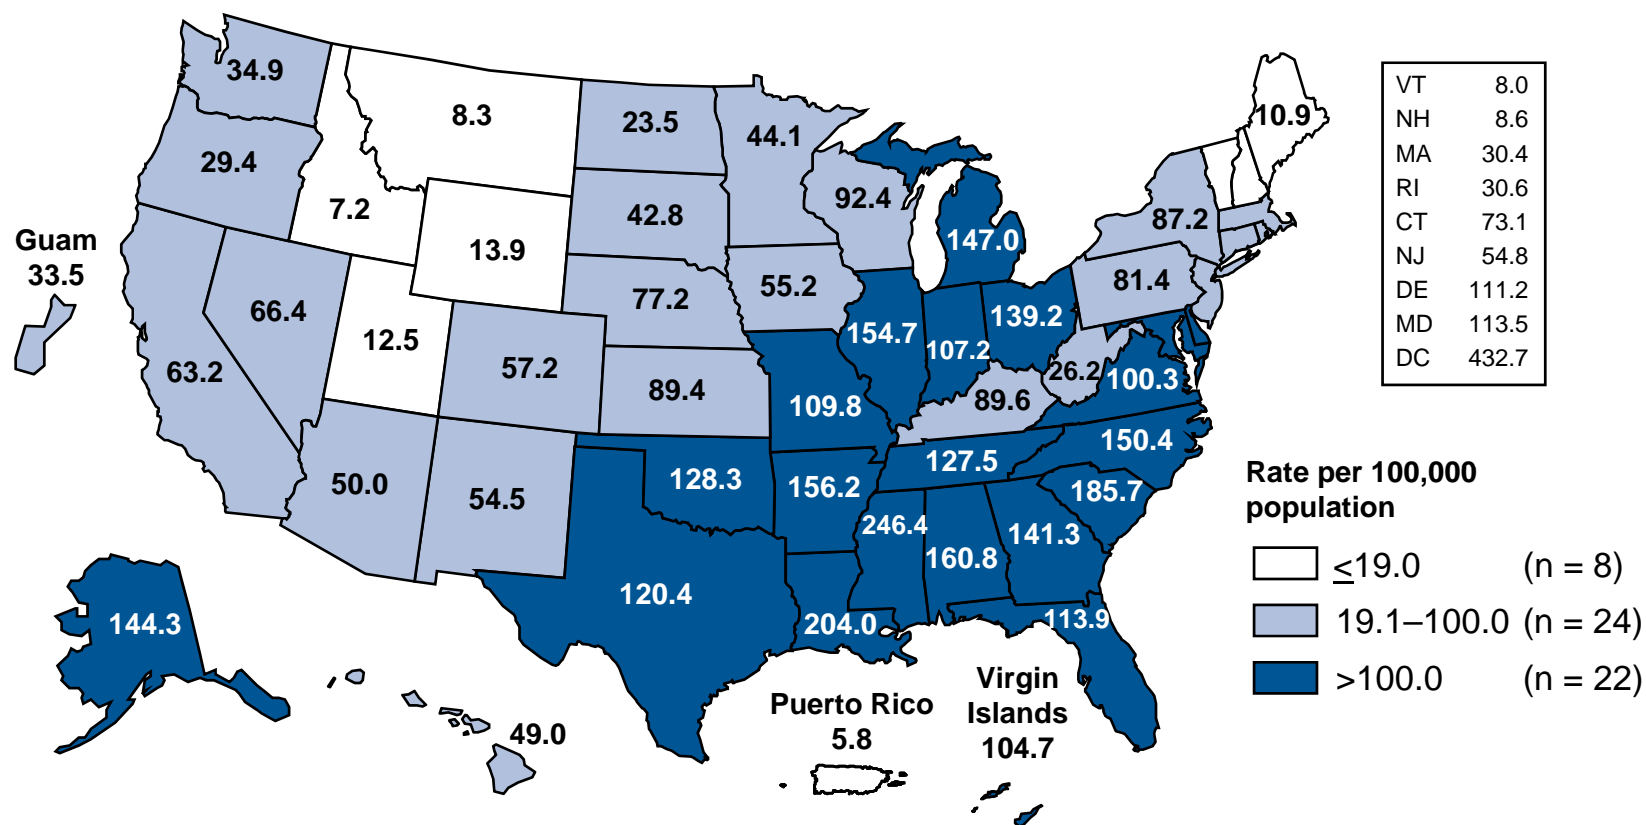 34.9
8.3
23.5
44.1
10.9
VT 8.0
NH 8.6
MA 30.4
RI 30.6
CT 73.1
NJ 54.8
DE 111.2
MD 113.5
DC 432.7
29.4
7.2
13.9
42.8
92.4
147.0
87.2
Guam
33.5
66.4
77.2
55.2
81.4
63.2
12.5
57.2
89.4
154.7
107.2
139.2
26.2
100.3
109.8
89.6
50.0
54.5
128.3
156.2
127.5
150.4
185.7
246.4
160.8
141.3
144.3
120.4
204.0
113.9
49.0
Puerto Rico
5.8
Virgin
Islands
104.7
Rate per 100,000
population
≤19.0 (n = 8)
19.1–100.0 (n = 24)
>100.0 (n = 22)